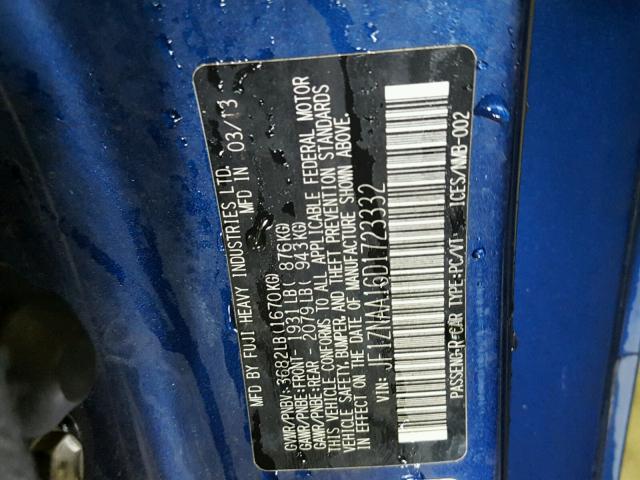 MFD BY FUJI HEAVY INDUSTRIES LTD.
MFD IN 03/13
GVWR/PNBV- 3682LB(1670KG)
GAWR/PNBE:FRONT- 1931LB( 876KG)
GAWR/PNBE:REAR- 2079LB( 943KG)
THIS VEHICLE CONFORMS TO ALL APPLICABLE FEDERAL MOTOR
VEHICLE SAFETY,BUMPER,AND THEFT PREVENTION STANDARDS
IN EFFECT ON THE DATE OF MANUFACTURE SHOWN ABOVE.
VIN: JF1ZNAA16D1723332
PASSENGER CAR TYPE-PC/VT ICES/NMB-002